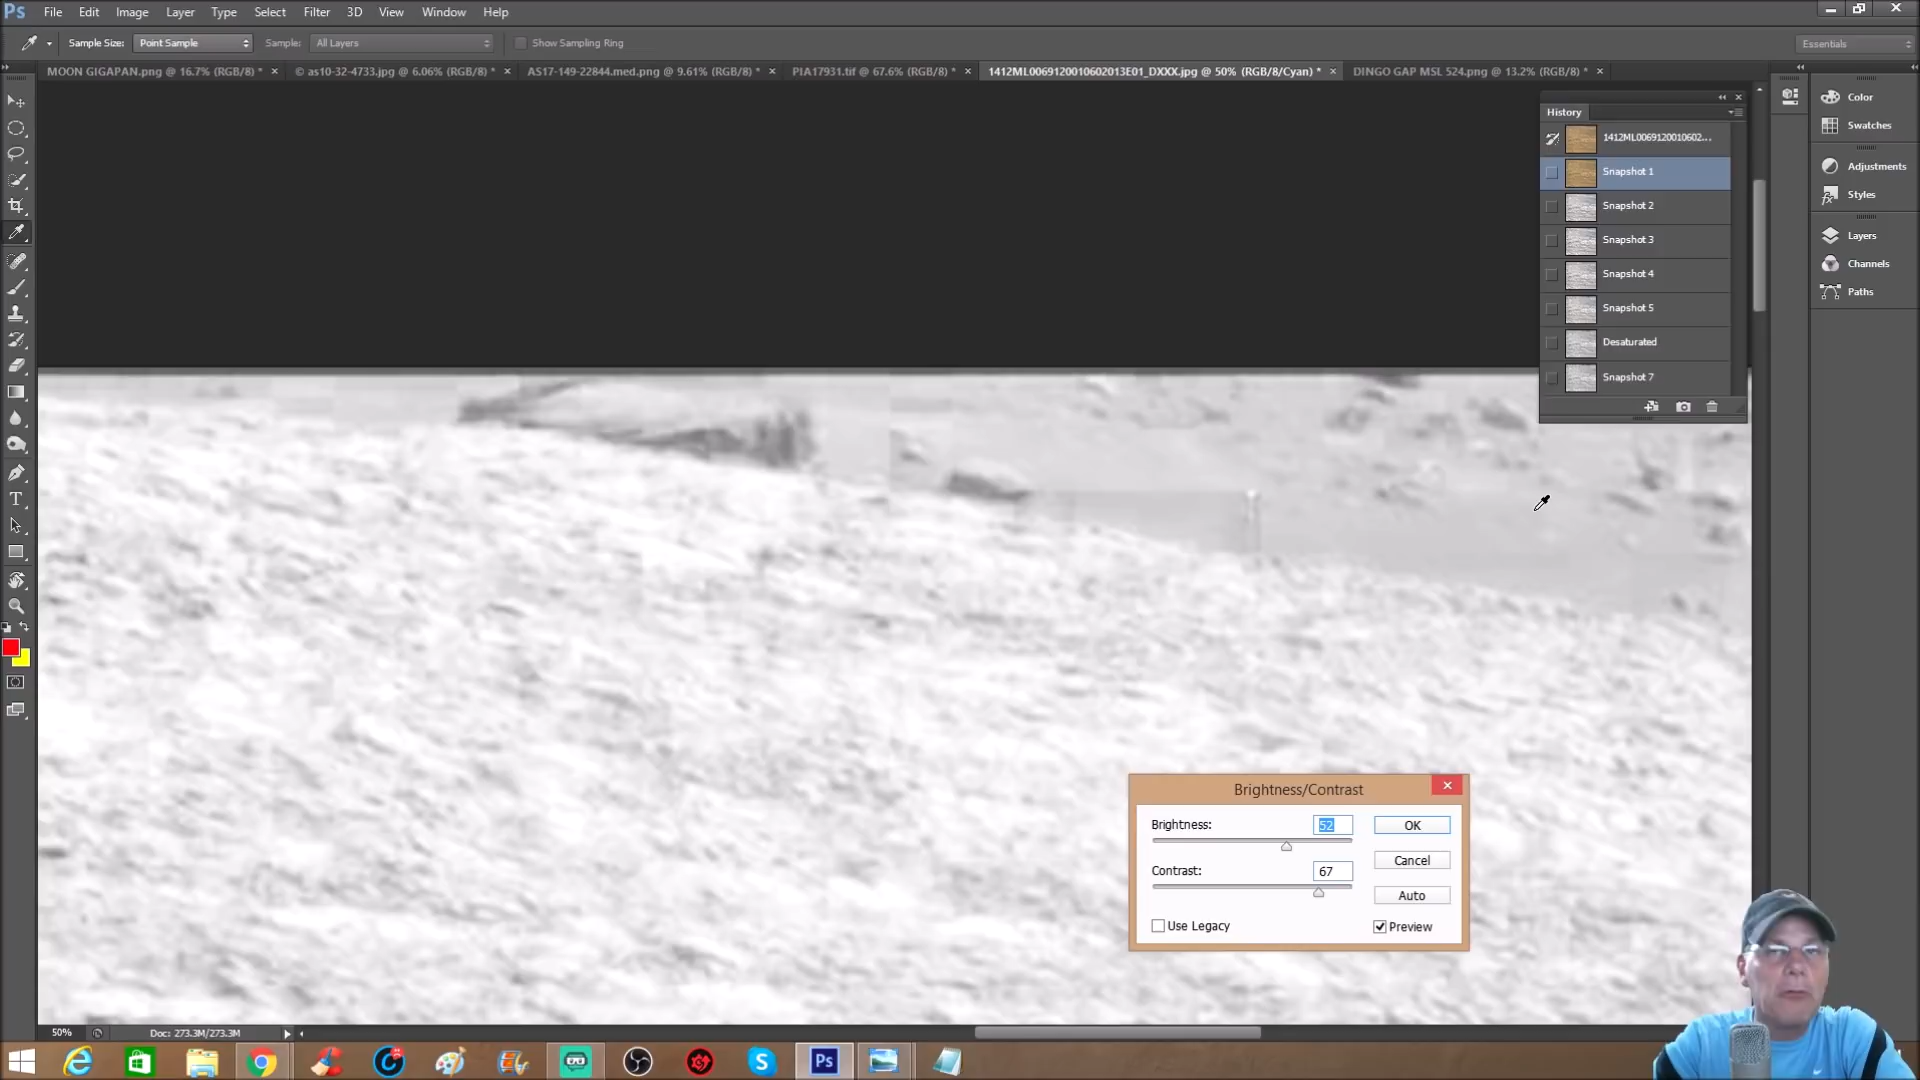 Ps File Edit Image Layer Type Select Filter 3D View Window Help
Sample Size: Point Sample Sample: All Layers Show Sampling Ring Essentials
MOON GIGAPAN.png @ 16.7% (RGB/8) * × © as10-32-4733.jpg @ 6.06% (RGB/8) * × AS17-149-22844.med.png @ 9.61% (RGB/8) * × PIA17931.tif @ 67.6% (RGB/8) * × 1412ML0069120010602013E01_DXXX.jpg @ 50% (RGB/8/Cyan) * × DINGO GAP MSL 524.png @ 13.2% (RGB/8) * ×
History
1412ML0069120010602...
Snapshot 1
Snapshot 2
Snapshot 3
Snapshot 4
Snapshot 5
Desaturated
Snapshot 7
Color
Swatches
Adjustments
Styles
Layers
Channels
Paths
T
Brightness/Contrast
Brightness: 52 OK
Cancel
Contrast: 67
Auto
Use Legacy Preview
50% Doc: 273.3M/273.3M
Ps